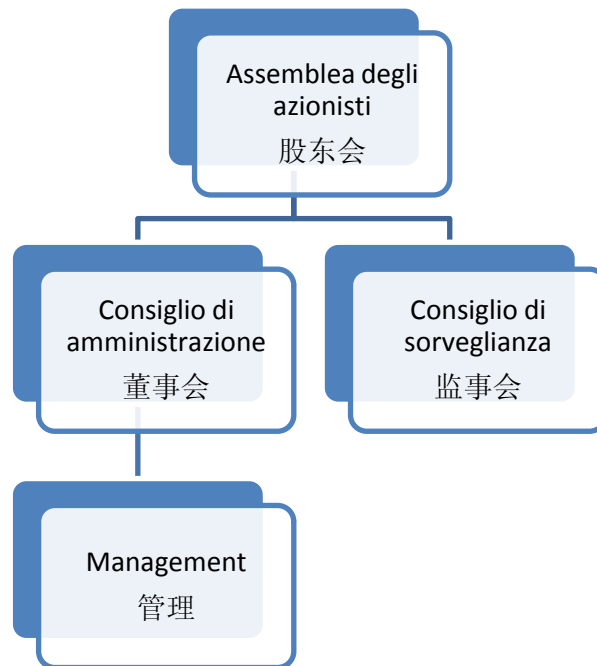 Assemblea degli
azionisti
股东会
Consiglio di
amministrazione
董事会
Consiglio di
sorveglianza
监事会
Management
管理